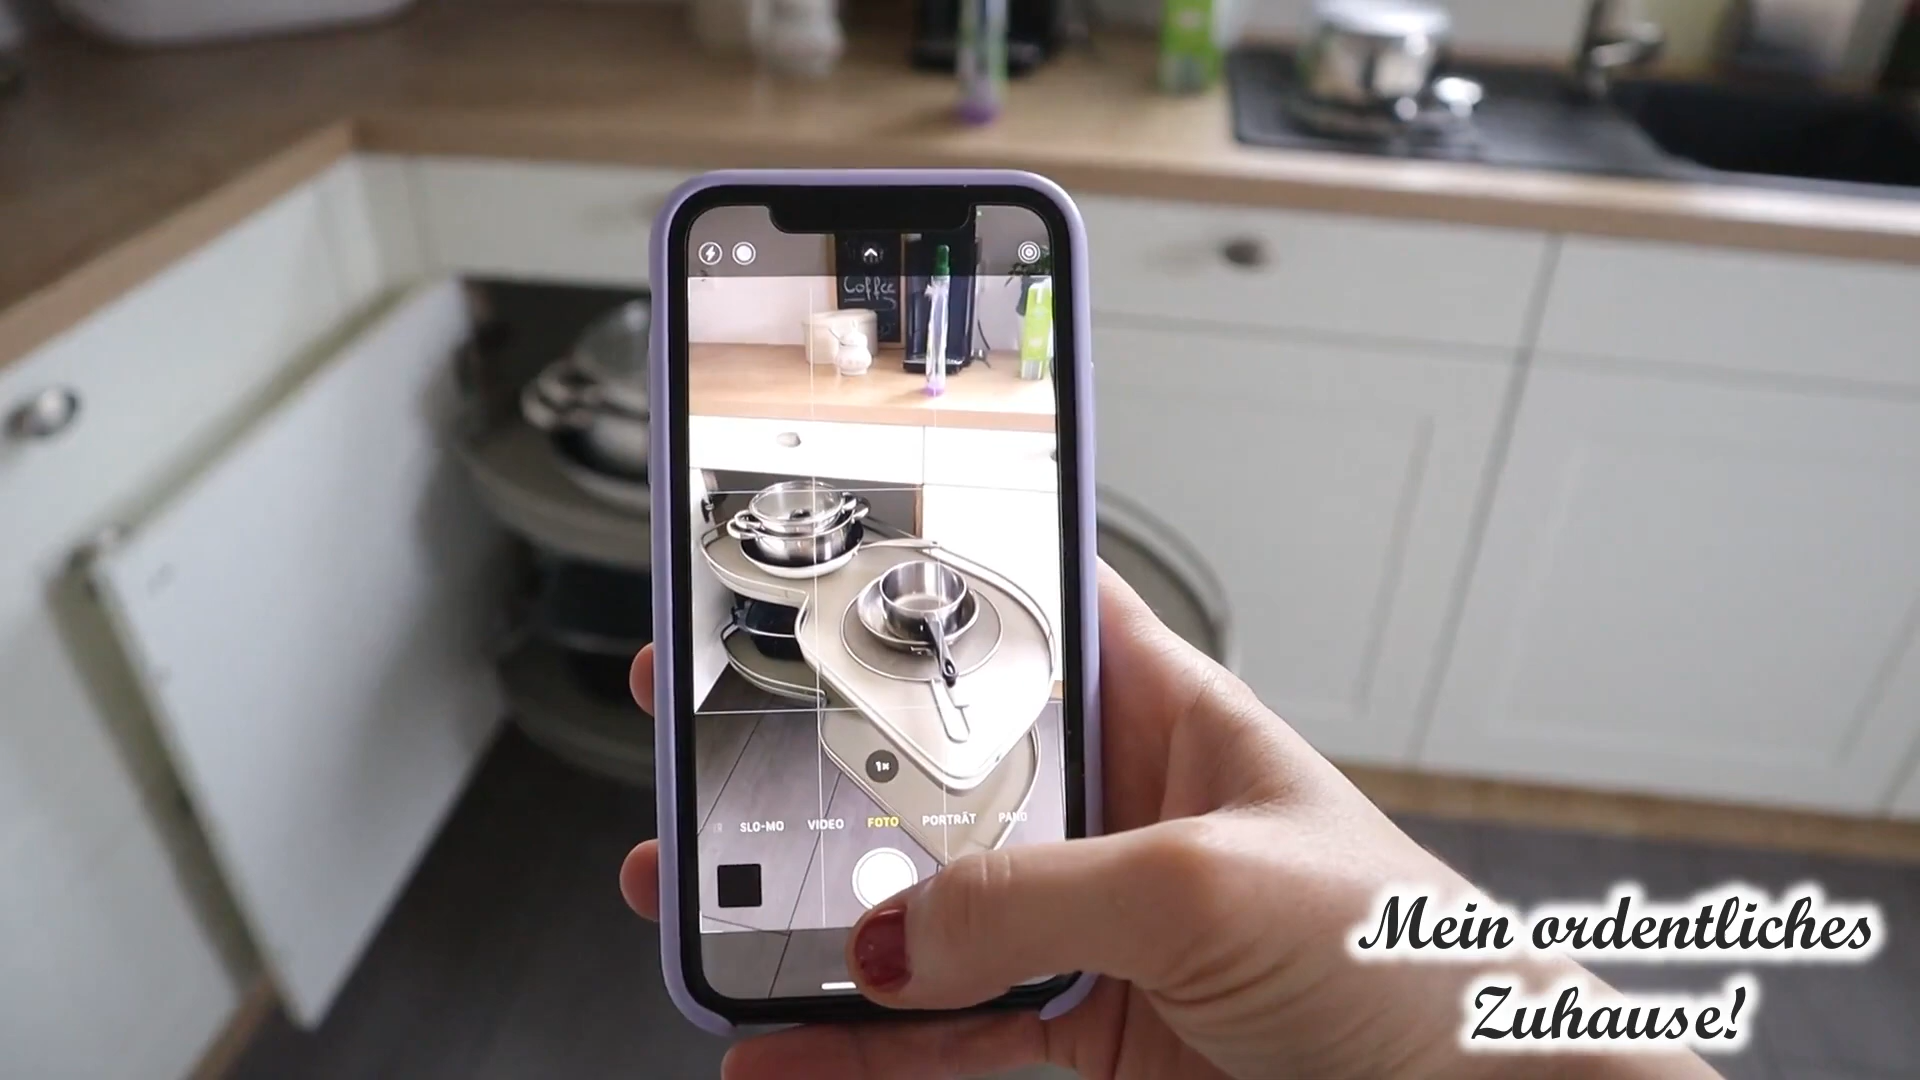 Coffee
1x
SLO-MO VIDEO FOTO PORTRÄT PANO
Mein ordentliches
Zuhause!